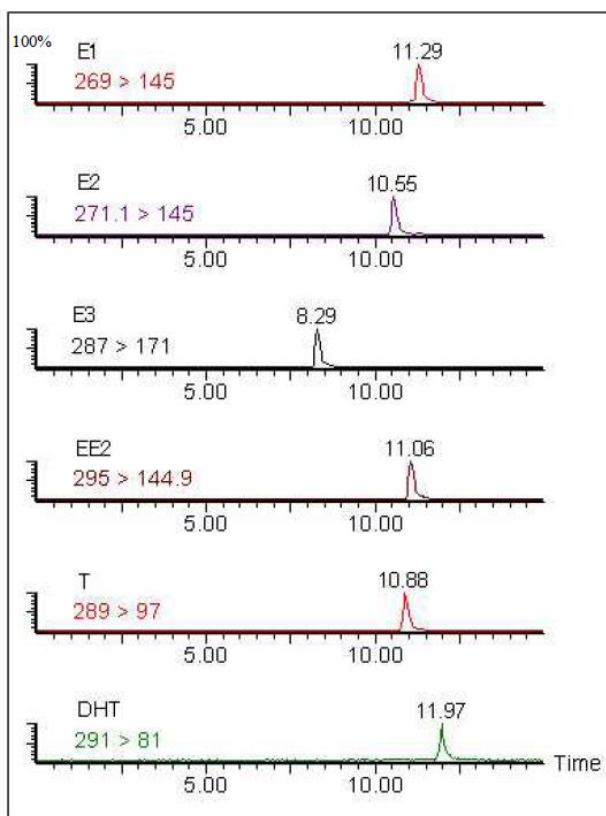 100%
E1
11.29
269 > 145
5.00 10.00
E2
10.55
271.1 > 145
5.00 10.00
E3
8.29
287 > 171
5.00 10.00
EE2
11.06
295 > 144.9
5.00 10.00
T
10.88
289 > 97
5.00 10.00
DHT
11.97
291 > 81
Time
5.00 10.00